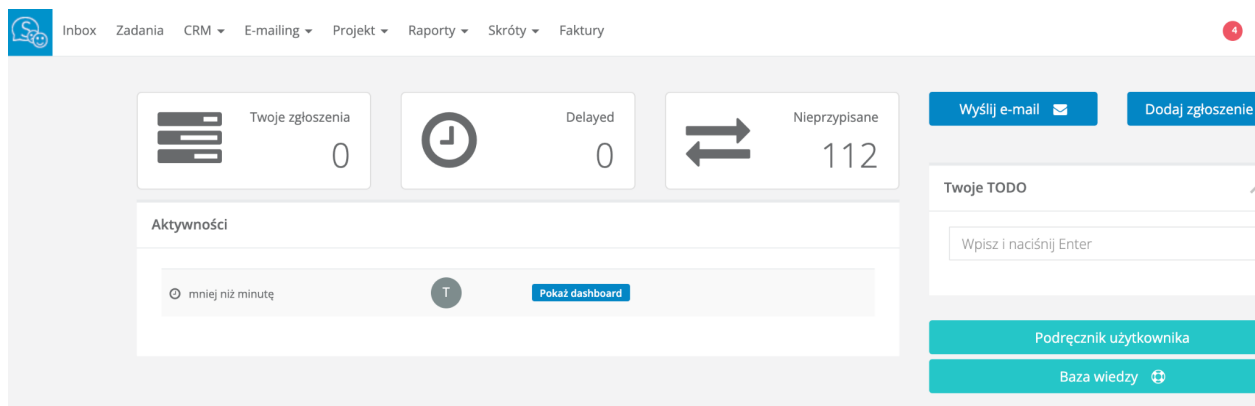 Inbox Zadania CRM E-mailing Projekt Raporty Skróty Faktury 4
Twoje zgłoszenia
0
Delayed
0
Nieprzypisane
112
Wyślij e-mail
Dodaj zgłoszenie
Twoje TODO
Wpisz i naciśnij Enter
Aktywności
mniej niż minutę T Pokaż dashboard
Podręcznik użytkownika
Baza wiedzy